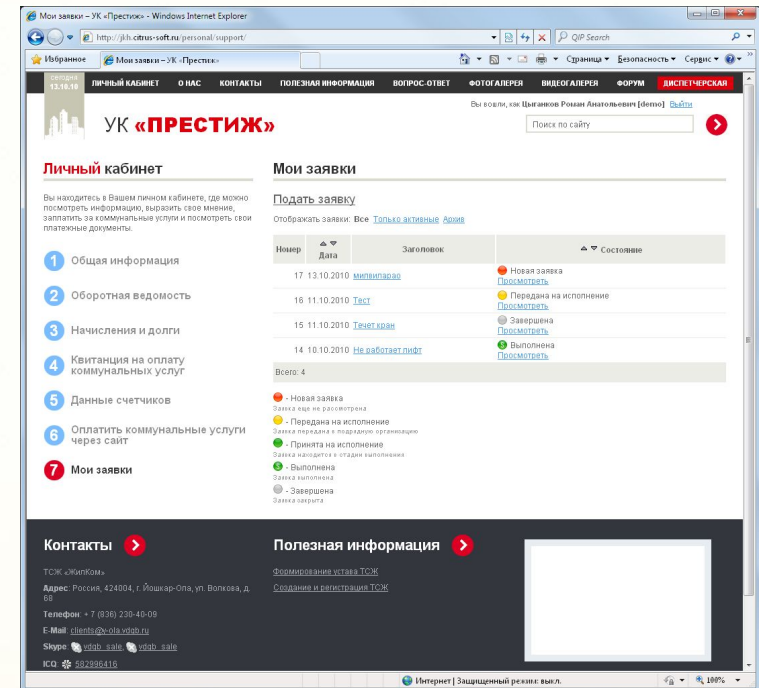 Мои заявки – УК «Престиж» - Windows Internet Explorer
http://jkh.citrus-soft.ru/personal/support/
QIP Search
Избранное
Мои заявки – УК «Престиж»
Страница
Безопасность
Сервис
сегодня
13.10.10
ЛИЧНЫЙ КАБИНЕТ
О НАС
КОНТАКТЫ
ПОЛЕЗНАЯ ИНФОРМАЦИЯ
ВОПРОС-ОТВЕТ
ФОТОГАЛЕРЕЯ
ВИДЕОГАЛЕРЕЯ
ФОРУМ
ДИСПЕТЧЕРСКАЯ
Вы вошли, как Цыганков Роман Анатольевич [demo] Выйти
УК «ПРЕСТИЖ»
Поиск по сайту
Личный кабинет
Вы находитесь в Вашем личном кабинете, где можно
посмотреть информацию, выразить свое мнение,
заплатить за коммунальные услуги и посмотреть свои
платежные документы.
1 Общая информация
2 Оборотная ведомость
3 Начисления и долги
4 Квитанция на оплату
коммунальных услуг
5 Данные счетчиков
6 Оплатить коммунальные услуги
через сайт
7 Мои заявки
Мои заявки
Подать заявку
Отображать заявки: Все Только активные Архив
Номер Дата Заголовок Состояние
17 13.10.2010 милвипарао Новая заявка
Просмотреть
16 11.10.2010 Тест Передана на исполнение
Просмотреть
15 11.10.2010 Течет кран Завершена
Просмотреть
14 10.10.2010 Не работает лифт Выполнена
Просмотреть
Всего: 4
- Новая заявка
Заявка еще не рассмотрена
- Передана на исполнение
Заявка передана в подрядную организацию
- Принята на исполнение
Заявка находится в стадии выполнения
- Выполнена
Заявка выполнена
- Завершена
Заявка закрыта
Контакты
ТСЖ «ЖилКом»
Адрес: Россия, 424004, г. Йошкар-Ола, ул. Волкова, д.
68
Телефон: +7 (836) 230-40-09
E-Mail: clients@y-ola.vdgb.ru
Skype: vdgb_sale, vdgb_sale
ICQ: 582996416
Полезная информация
Формирование устава ТСЖ
Создание и регистрация ТСЖ
Интернет | Защищенный режим: выкл.
100%